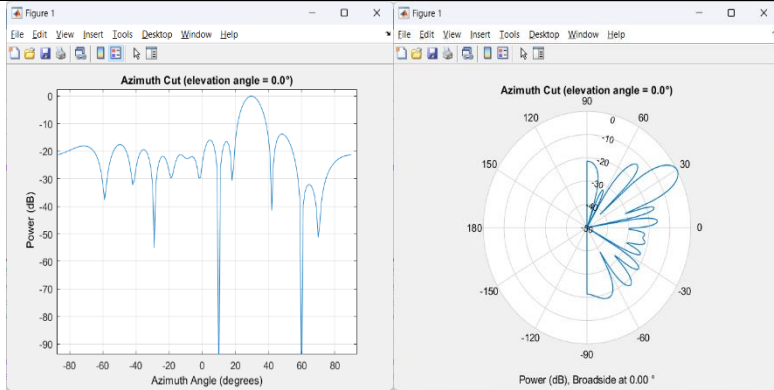 Figure 1
File Edit View Insert Tools Desktop Window Help
Azimuth Cut (elevation angle = 0.0°)
0
-10
-20
-30
-40
-50
-60
-70
-80
-90
Power (dB)
-80 -60 -40 -20 0 20 40 60 80
Azimuth Angle (degrees)
Figure 1
File Edit View Insert Tools Desktop Window Help
Azimuth Cut (elevation angle = 0.0°)
90
120 60
0
-10
150 -20 30
-30
180 0
-150 -30
-120 -60
-90
Power (dB), Broadside at 0.00 °